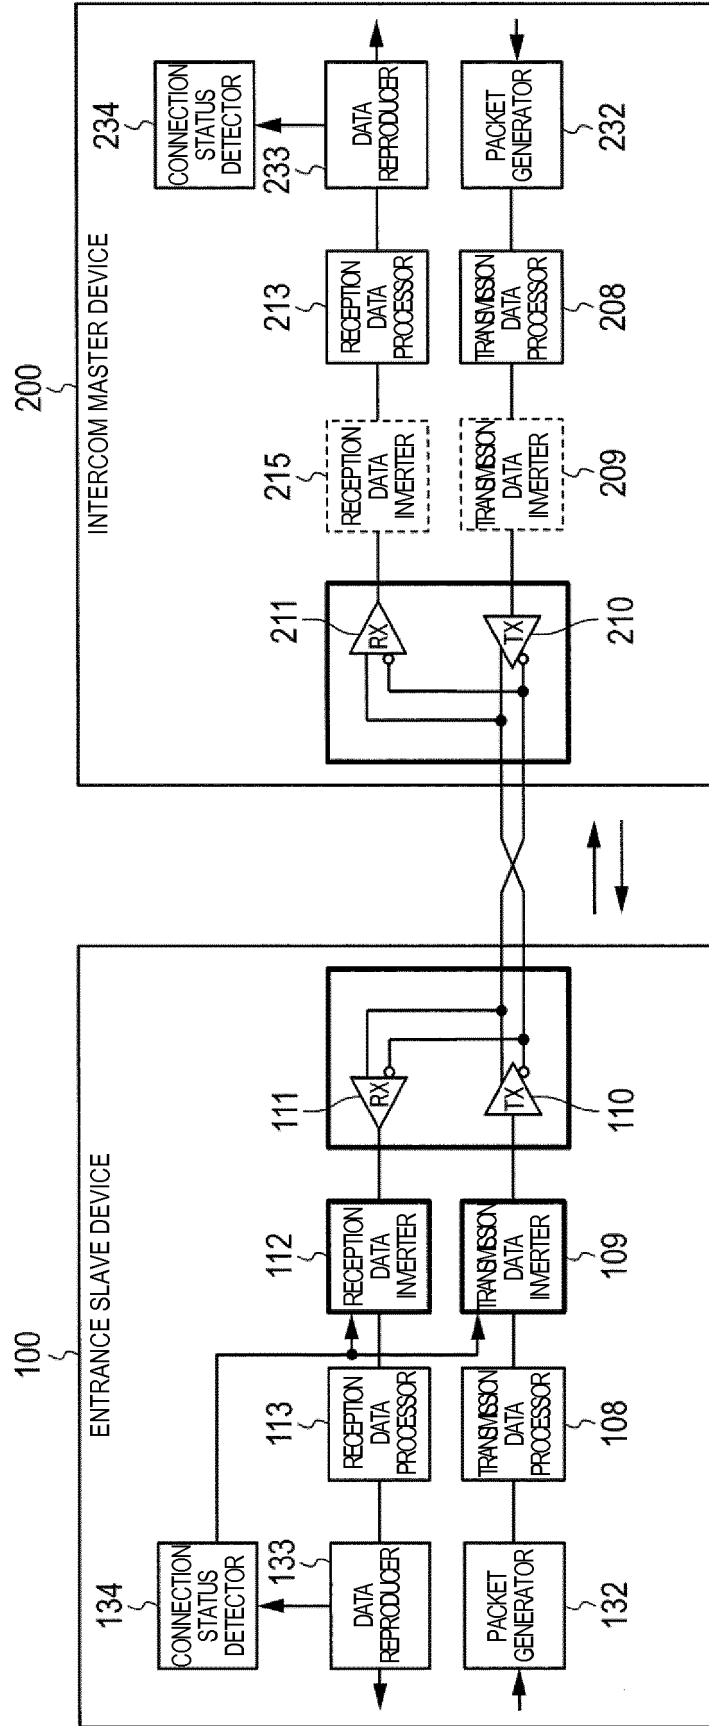 100
ENTRANCE SLAVE DEVICE
134
CONNECTION
STATUS
DETECTOR
133
DATA
REPRODUCER
113
RECEPTION
DATA
PROCESSOR
112
RECEPTION
DATA
INVERTER
111
RX
PACKET
GENERATOR
132
TRANSMISSION
DATA
PROCESSOR
108
TRANSMISSION
DATA
INVERTER
109
TX
110
200
INTERCOM MASTER DEVICE
211
RX
215
RECEPTION
DATA
INVERTER
213
RECEPTION
DATA
PROCESSOR
233
DATA
REPRODUCER
234
CONNECTION
STATUS
DETECTOR
TX
210
TRANSMISSION
DATA
INVERTER
209
TRANSMISSION
DATA
PROCESSOR
208
PACKET
GENERATOR
232